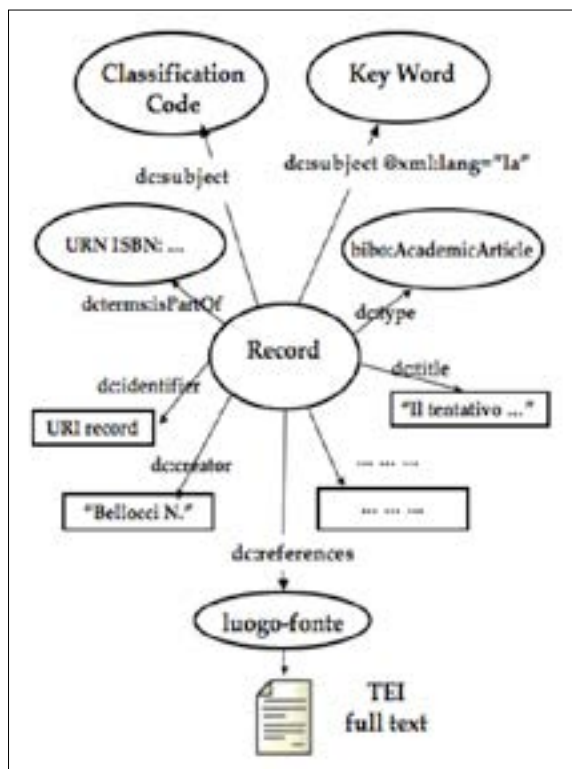 Classification
Code
Key Word
dc:subject
dc:subject @xml:lang="la"
URN ISBN: ...
bibo:AcademicArticle
dcterms:isPartOf
dc:type
Record
dc:identifier
dc:title
URI record
"Il tentativo ..."
dc:creator
... ... ...
"Bellocci N."
... ... ...
dc:references
luogo-fonte
TEI
full text